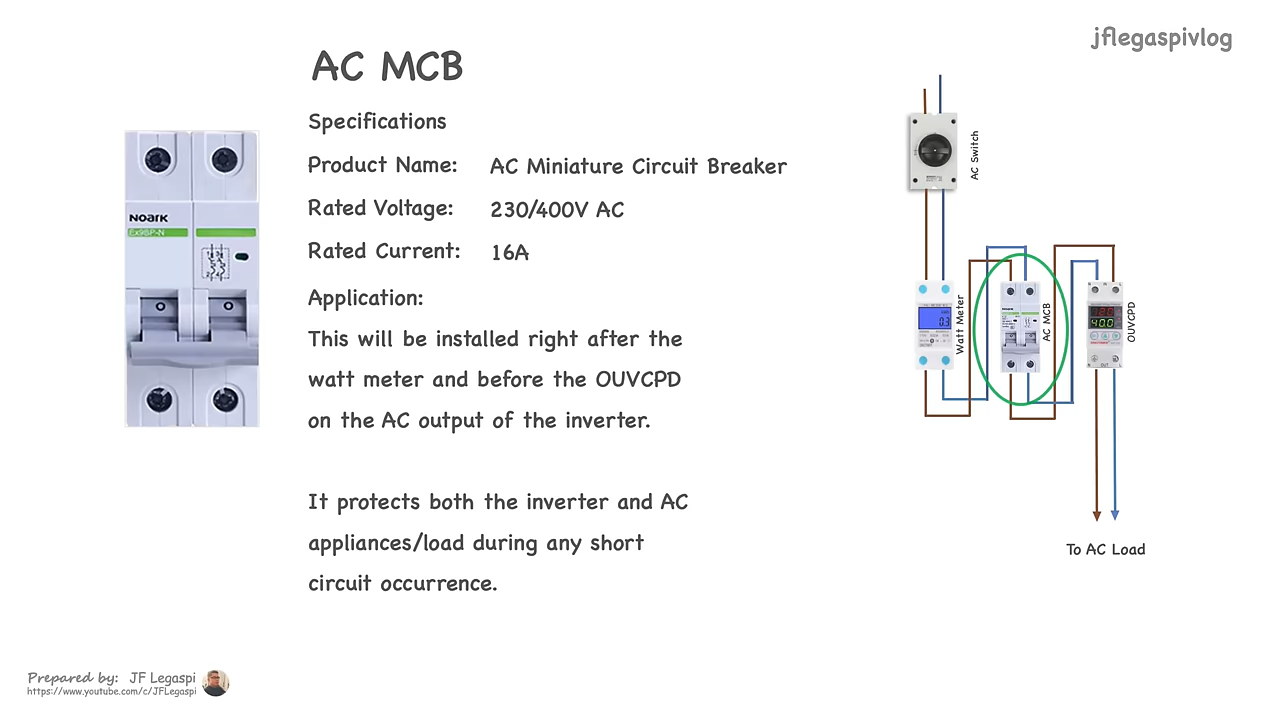 jflegaspivlog
AC MCB
Specifications
Product Name: AC Miniature Circuit Breaker
Rated Voltage: 230/400V AC
Rated Current: 16A
Application:
This will be installed right after the
watt meter and before the OUVCPD
on the AC output of the inverter.
It protects both the inverter and AC
appliances/load during any short
circuit occurrence.
NOARK
Ex9BP-N
AC Switch
Watt Meter
AC MCB
OUVCPD
To AC Load
Prepared by: JF Legaspi
https://www.youtube.com/c/JFLegaspi